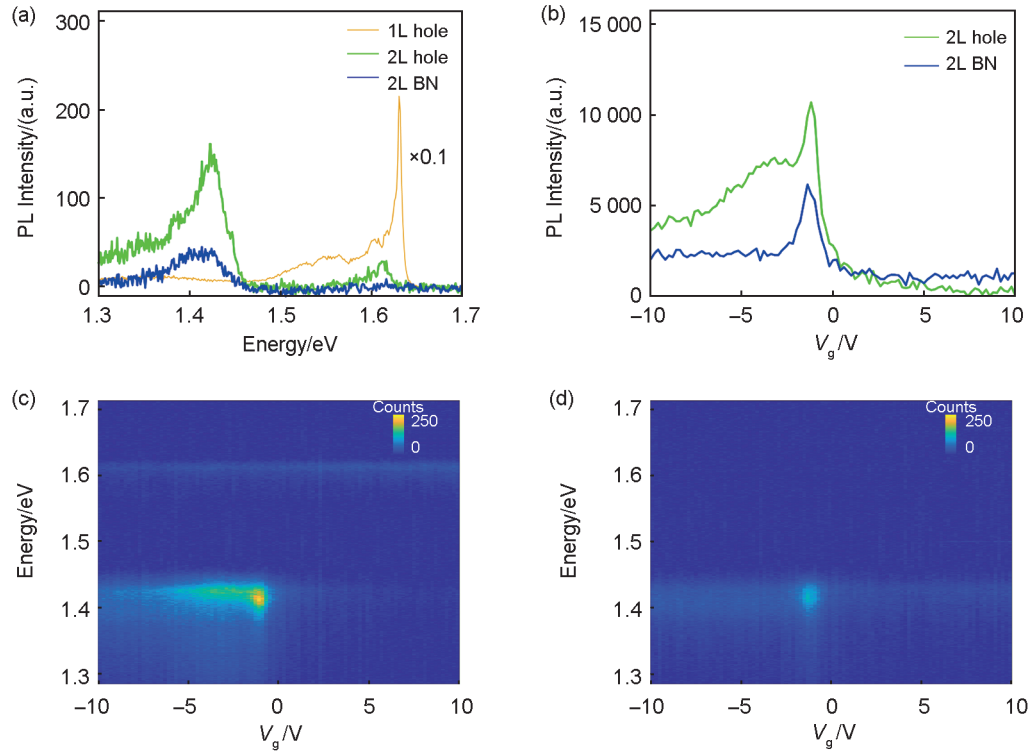 (a)
300
200
100
0
PL Intensity/(a.u.)
1L hole
2L hole
2L BN
×0.1
1.3
1.4
1.5
1.6
1.7
Energy/eV
(b)
15 000
10 000
5 000
0
PL Intensity/(a.u.)
2L hole
2L BN
−10
−5
0
5
10
Vg/V
(c)
1.7
1.6
1.5
1.4
1.3
Energy/eV
Counts
250
0
−10
−5
0
5
10
Vg/V
(d)
1.7
1.6
1.5
1.4
1.3
Energy/eV
Counts
250
0
−10
−5
0
5
10
Vg/V